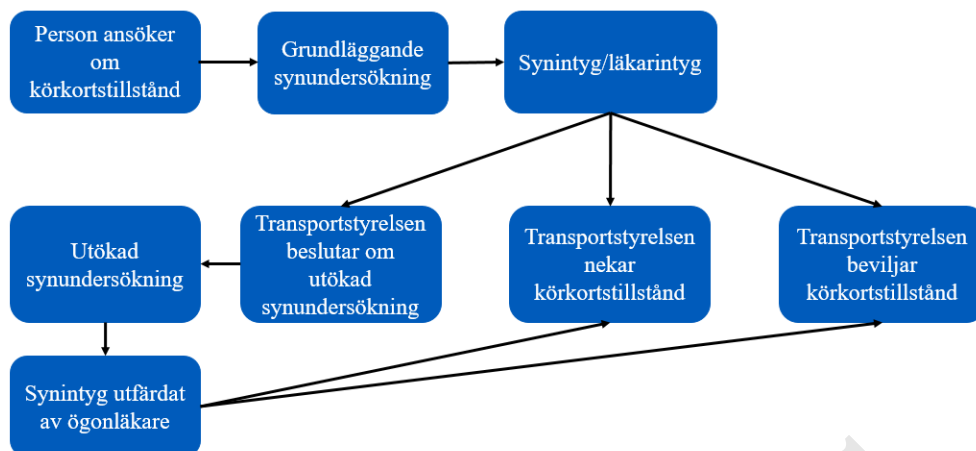 Person ansöker
om
körkortstillstånd
Grundläggande
synundersökning
Synintyg/läkarintyg
Utökad
synundersökning
Transportstyrelsen
beslutar om
utökad
synundersökning
Transportstyrelsen
nekar
körkortstillstånd
Transportstyrelsen
beviljar
körkortstillstånd
Synintyg utfärdat
av ögonläkare